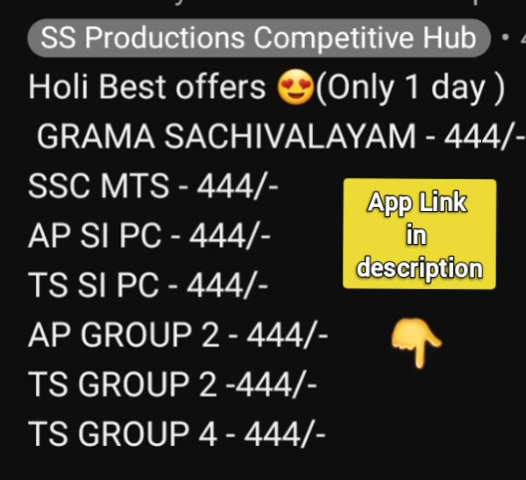 SS Productions Competitive Hub •
Holi Best offers 😍(Only 1 day )
GRAMA SACHIVALAYAM - 444/-
SSC MTS - 444/-
AP SI PC - 444/-
TS SI PC - 444/-
AP GROUP 2 - 444/-
TS GROUP 2 -444/-
TS GROUP 4 - 444/-
App Link
in
description
👇